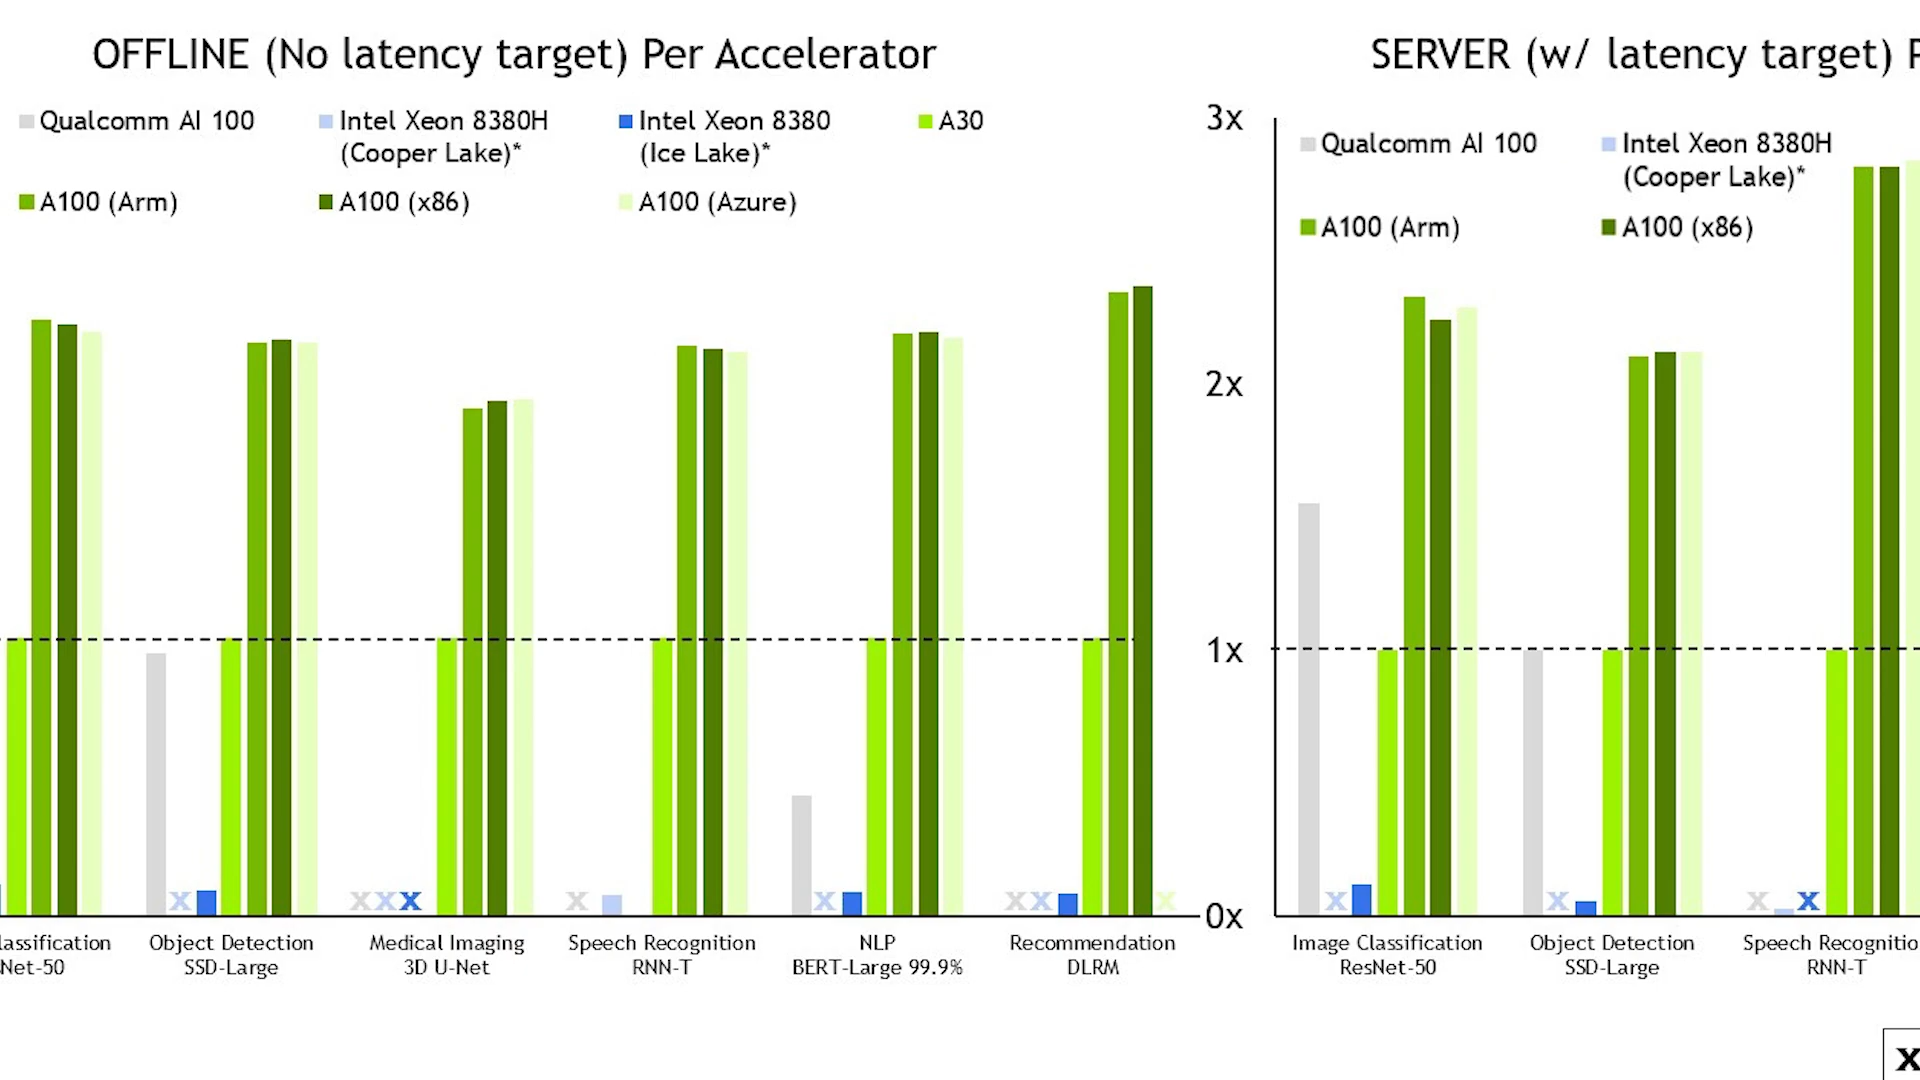 OFFLINE (No latency target) Per Accelerator
Qualcomm AI 100
Intel Xeon 8380H
(Cooper Lake)*
Intel Xeon 8380
(Ice Lake)*
A30
A100 (Arm)
A100 (x86)
A100 (Azure)
x
x x x
x
x
x x x
lassification
Net-50
Object Detection
SSD-Large
Medical Imaging
3D U-Net
Speech Recognition
RNN-T
NLP
BERT-Large 99.9%
Recommendation
DLRM
SERVER (w/ latency target) P
3x
2x
1x
0x
Qualcomm AI 100
Intel Xeon 8380H
(Cooper Lake)*
A100 (Arm)
A100 (x86)
x
x
x x
Image Classification
ResNet-50
Object Detection
SSD-Large
Speech Recognitio
RNN-T
x